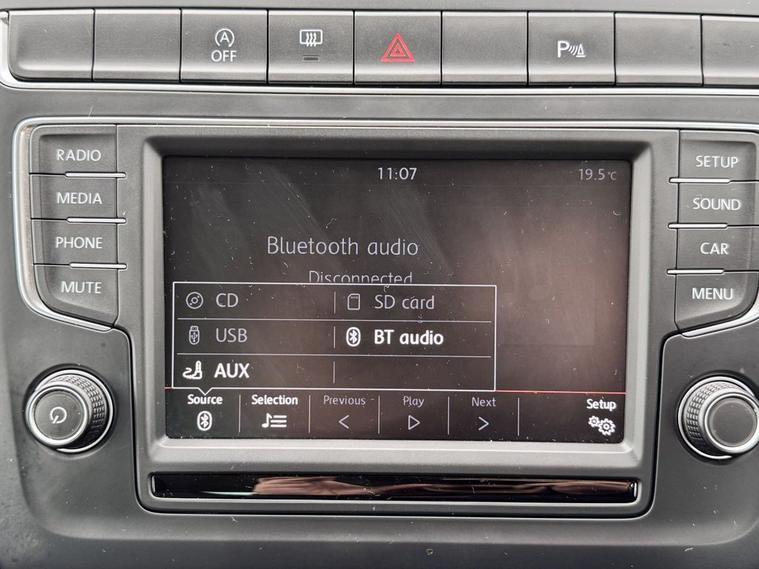 A
OFF
P
RADIO
MEDIA
PHONE
MUTE
11:07
19.5°C
Bluetooth audio
Disconnected
CD
SD card
USB
BT audio
AUX
Source
Selection
Previous
Play
Next
Setup
SETUP
SOUND
CAR
MENU